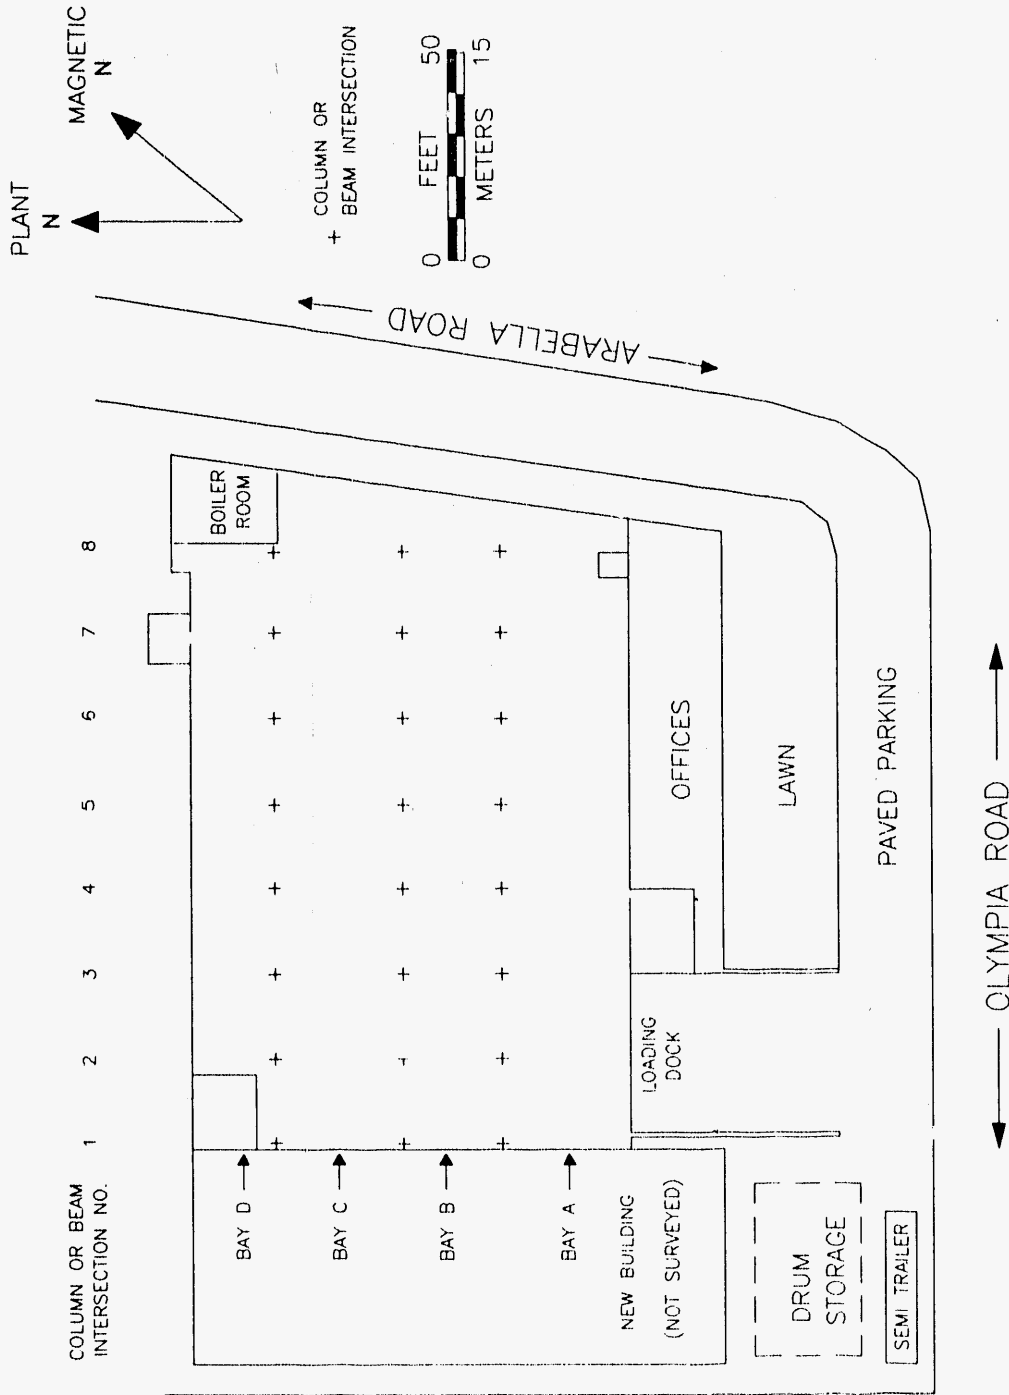 PLANT
N
MAGNETIC
N
+ COLUMN OR
BEAM INTERSECTION
0 FEET 50
0 METERS 15
COLUMN OR BEAM
INTERSECTION NO.
1 2 3 4 5 6 7 8
BOILER
ROOM
ARABELLA ROAD
BAY D
BAY C
BAY B
BAY A
NEW BUILDING
(NOT SURVEYED)
LOADING
DOCK
OFFICES
LAWN
PAVED PARKING
DRUM
STORAGE
SEMI TRAILER
OLYMPIA ROAD